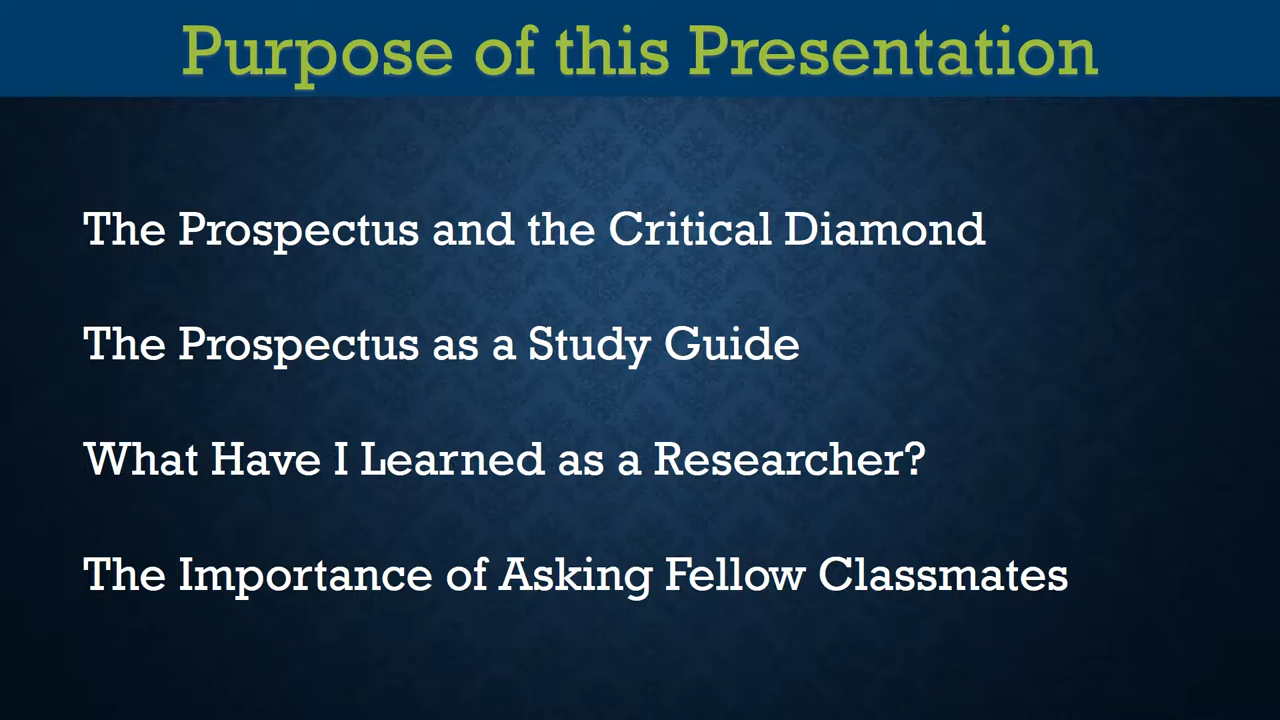 Purpose of this Presentation
The Prospectus and the Critical Diamond
The Prospectus as a Study Guide
What Have I Learned as a Researcher?
The Importance of Asking Fellow Classmates